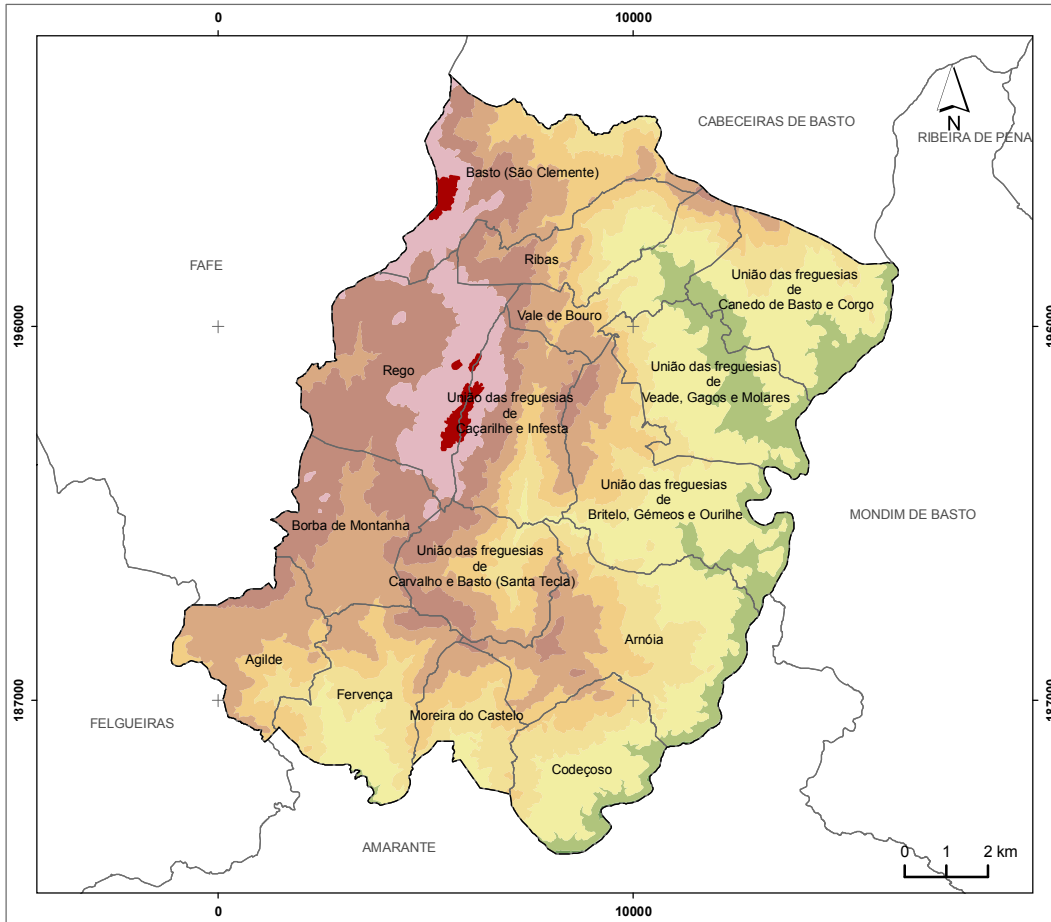 0
10000
CABECEIRAS DE BASTO
N
RIBEIRA DE PENA
Basto (São Clemente)
FAFE
Ribas
União das freguesias
de
Canedo de Basto e Corgo
Vale de Bouro
196000
196000
Rego
União das freguesias
de
Veade, Gagos e Molares
União das freguesias
de
Caçarilhe e Infesta
União das freguesias
de
Britelo, Gémeos e Ourilhe
MONDIM DE BASTO
Borba de Montanha
União das freguesias
de
Carvalho e Basto (Santa Tecla)
Arnóia
Agilde
Fervença
187000
187000
Moreira do Castelo
FELGUEIRAS
Codeçoso
AMARANTE
0 1 2 km
0
10000